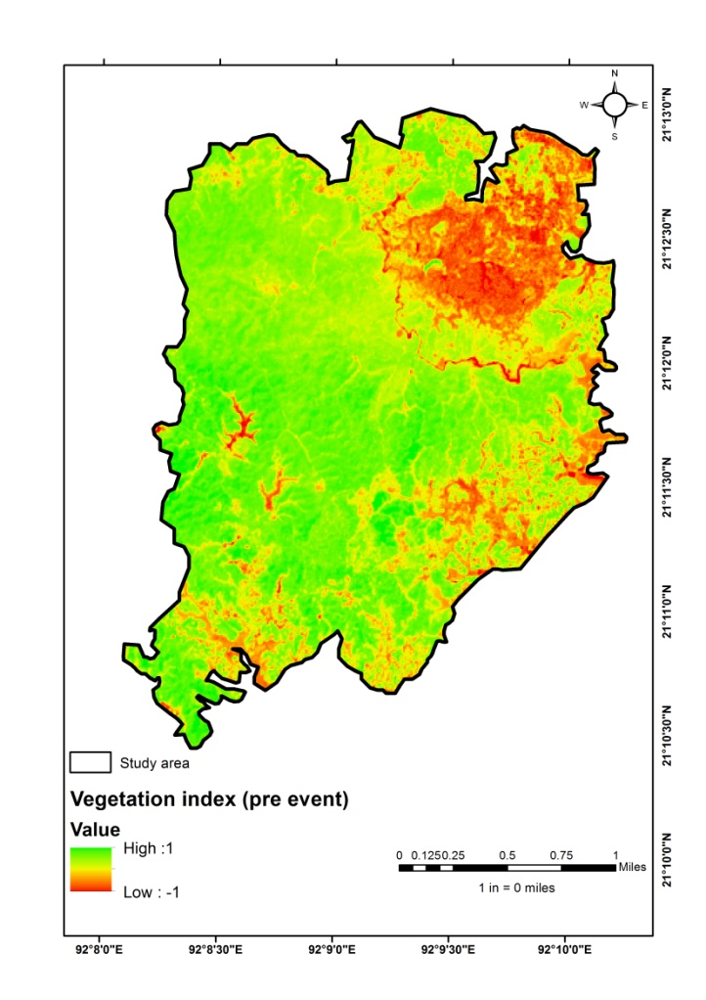 N
W E
S
21°13'0"N
21°12'30"N
21°12'0"N
21°11'30"N
21°11'0"N
21°10'30"N
21°10'0"N
Study area
Vegetation index (pre event)
Value
High :1
Low : -1
0 0.1250.25 0.5 0.75 1
Miles
1 in = 0 miles
92°8'0"E 92°8'30"E 92°9'0"E 92°9'30"E 92°10'0"E